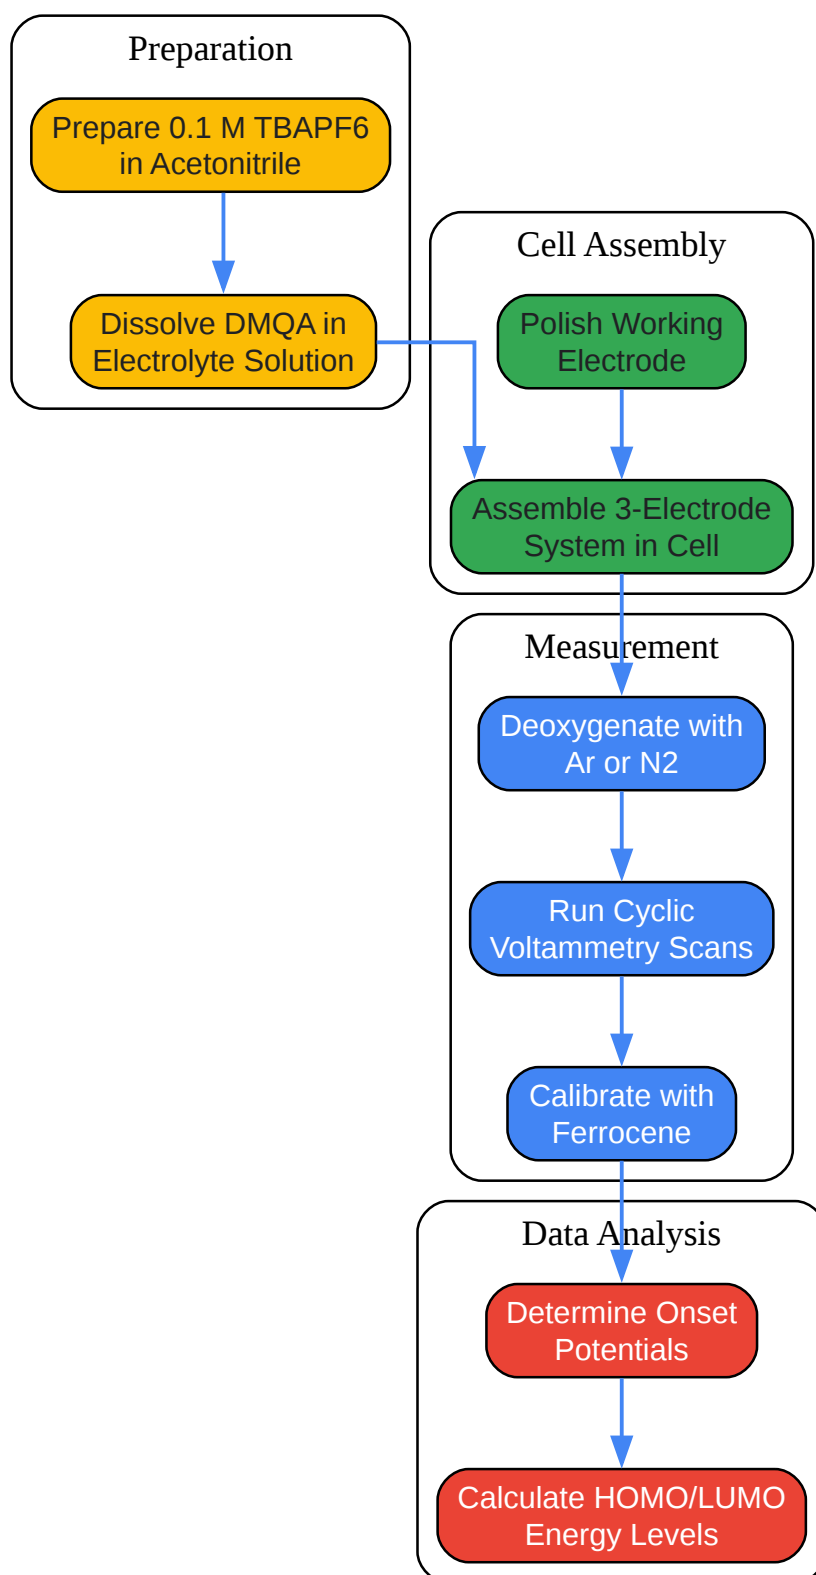 Preparation
Prepare 0.1 M TBAPF6
in Acetonitrile
Dissolve DMQA in
Electrolyte Solution
Cell Assembly
Polish Working
Electrode
Assemble 3-Electrode
System in Cell
Measurement
Deoxygenate with
Ar or N2
Run Cyclic
Voltammetry Scans
Calibrate with
Ferrocene
Data Analysis
Determine Onset
Potentials
Calculate HOMO/LUMO
Energy Levels